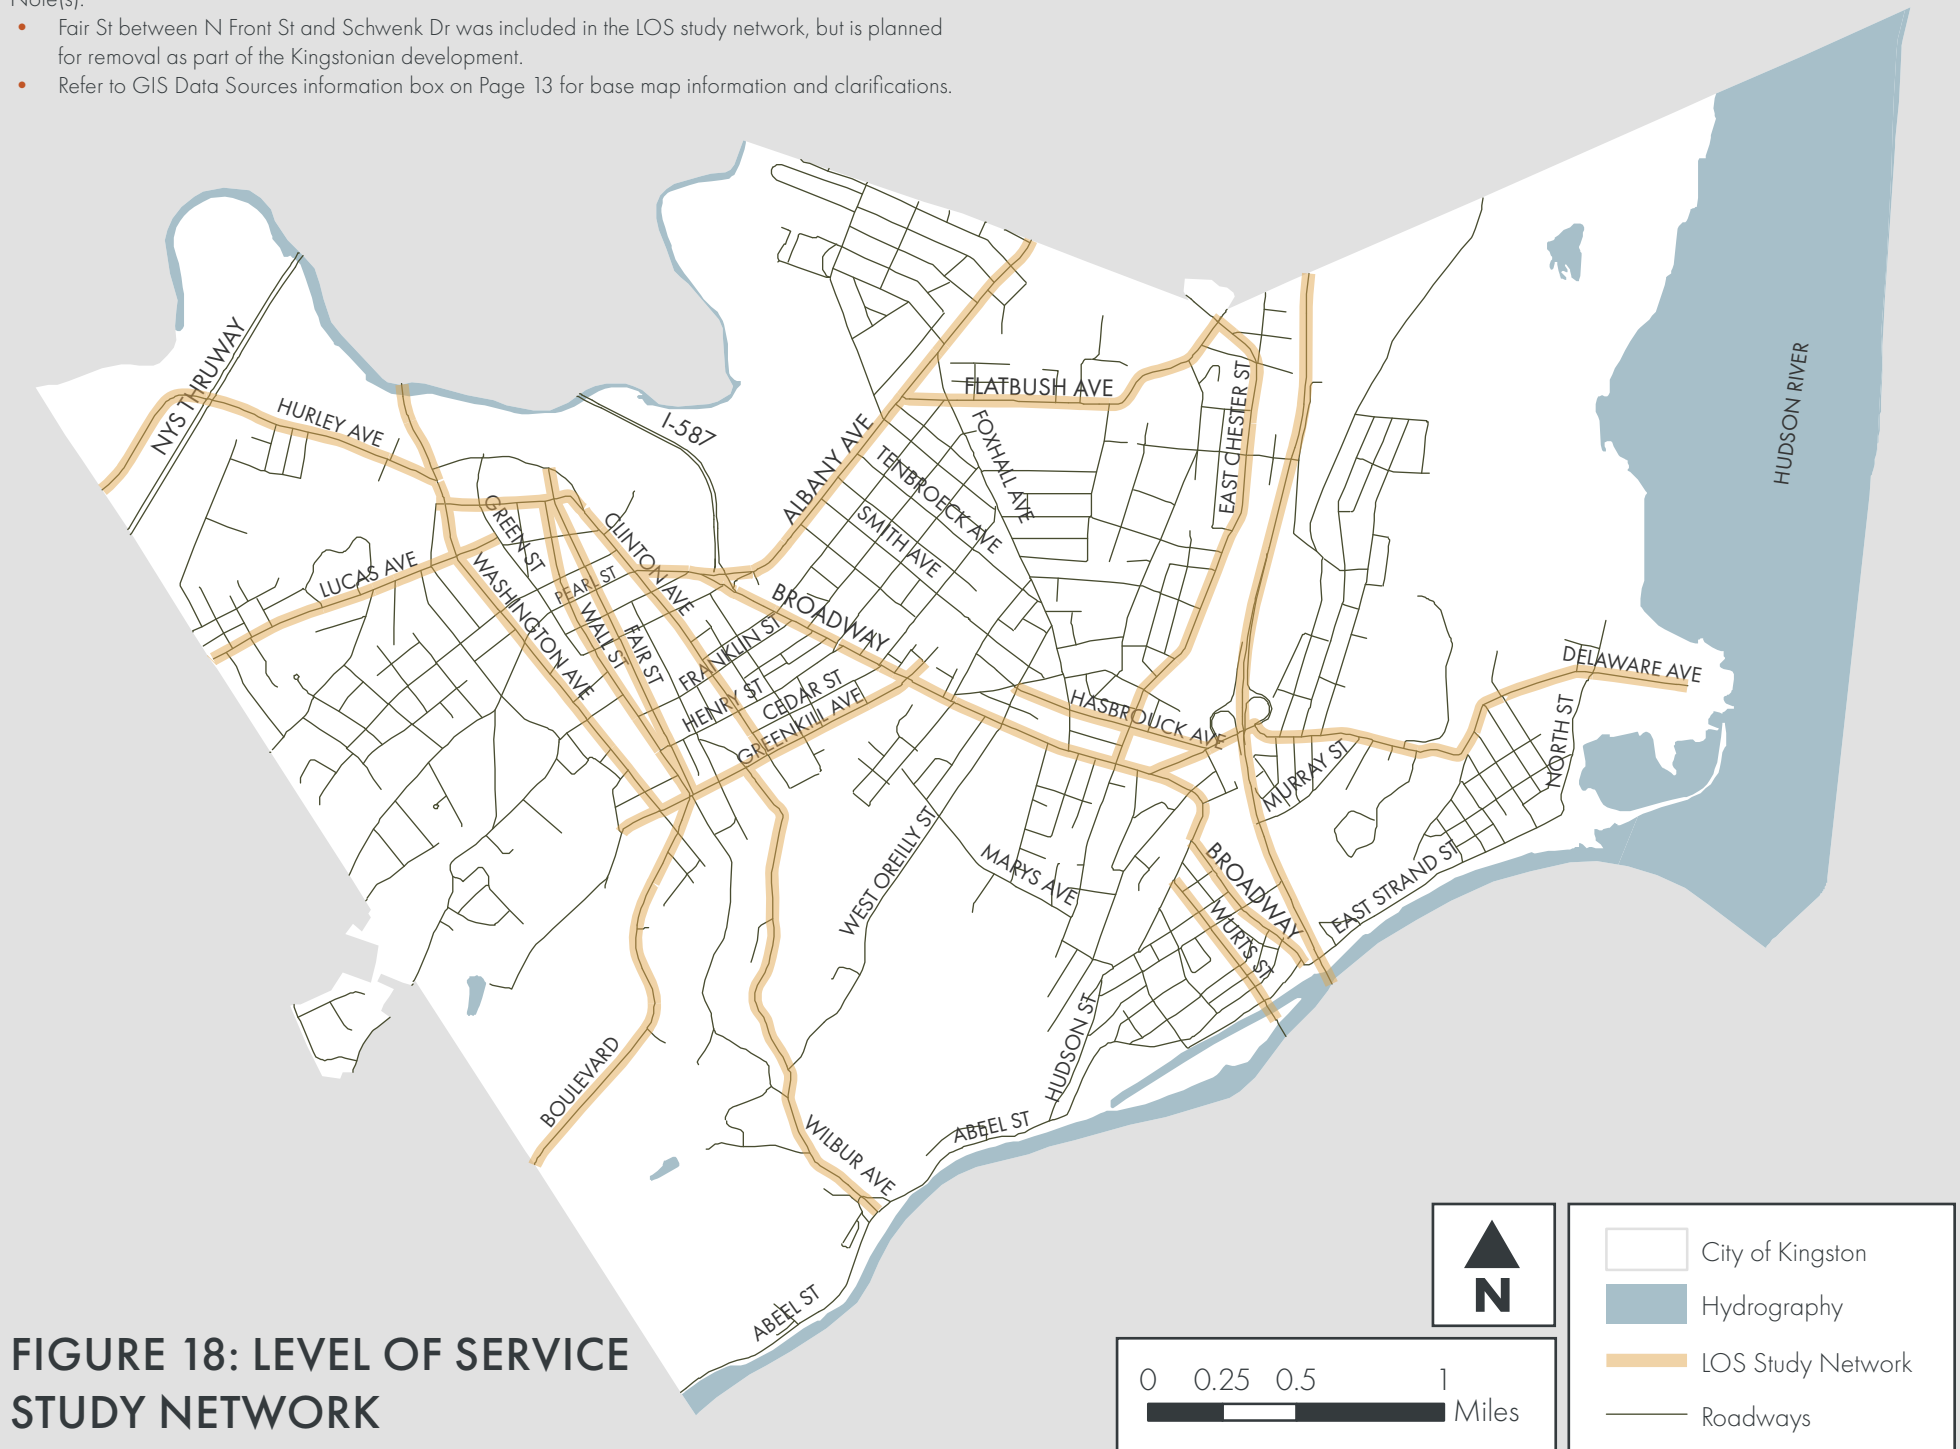 Note(s):
• Fair St between N Front St and Schwenk Dr was included in the LOS study network, but is planned
for removal as part of the Kingstonian development.
• Refer to GIS Data Sources information box on Page 13 for base map information and clarifications.
NYS THRUWAY
HURLEY AVE
I-587
FLATBUSH AVE
EAST CHESTER ST
HUDSON RIVER
ALBANY AVE
FOXHALL AVE
TENBROECK AVE
SMITH AVE
GREEN ST
CLINTON AVE
LUCAS AVE
WASHINGTON AVE
PEARL ST
WALL ST
FAIR ST
BROADWAY
FRANKLIN ST
HENRY ST
CEDAR ST
GREENKILL AVE
HASBROUCK AVE
DELAWARE AVE
NORTH ST
MURRAY ST
WEST OREILLY ST
MARYS AVE
BROADWAY
WURTS ST
EAST STRAND ST
HUDSON ST
BOULEVARD
WILBUR AVE
ABEEL ST
ABEEL ST
FIGURE 18: LEVEL OF SERVICE
STUDY NETWORK
N
0 0.25 0.5 1
Miles
City of Kingston
Hydrography
LOS Study Network
Roadways